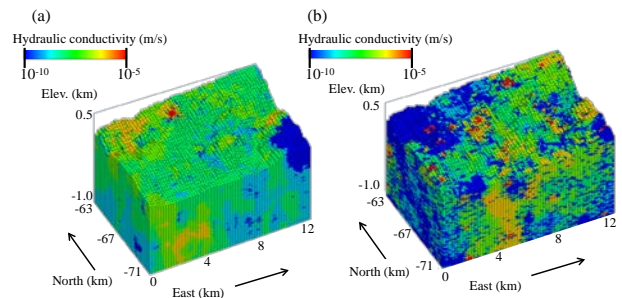 (a)
Hydraulic conductivity (m/s)
10-10 10-5
Elev. (km)
0.5
-1.0
-63
-67
-71
North (km)
0
4
8
12
East (km)
(b)
Hydraulic conductivity (m/s)
10-10 10-5
Elev. (km)
0.5
-1.0
-63
-67
-71
North (km)
0
4
8
12
East (km)